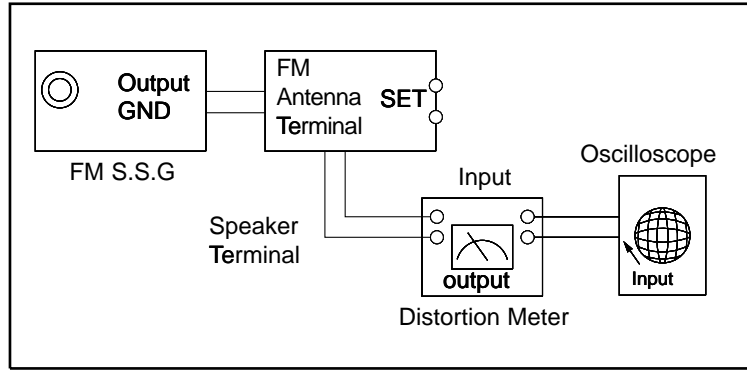 Output
GND
FM S.S.G
FM
Antenna
Terminal
SET
Speaker
Terminal
Input
output
Distortion Meter
Oscilloscope
Input